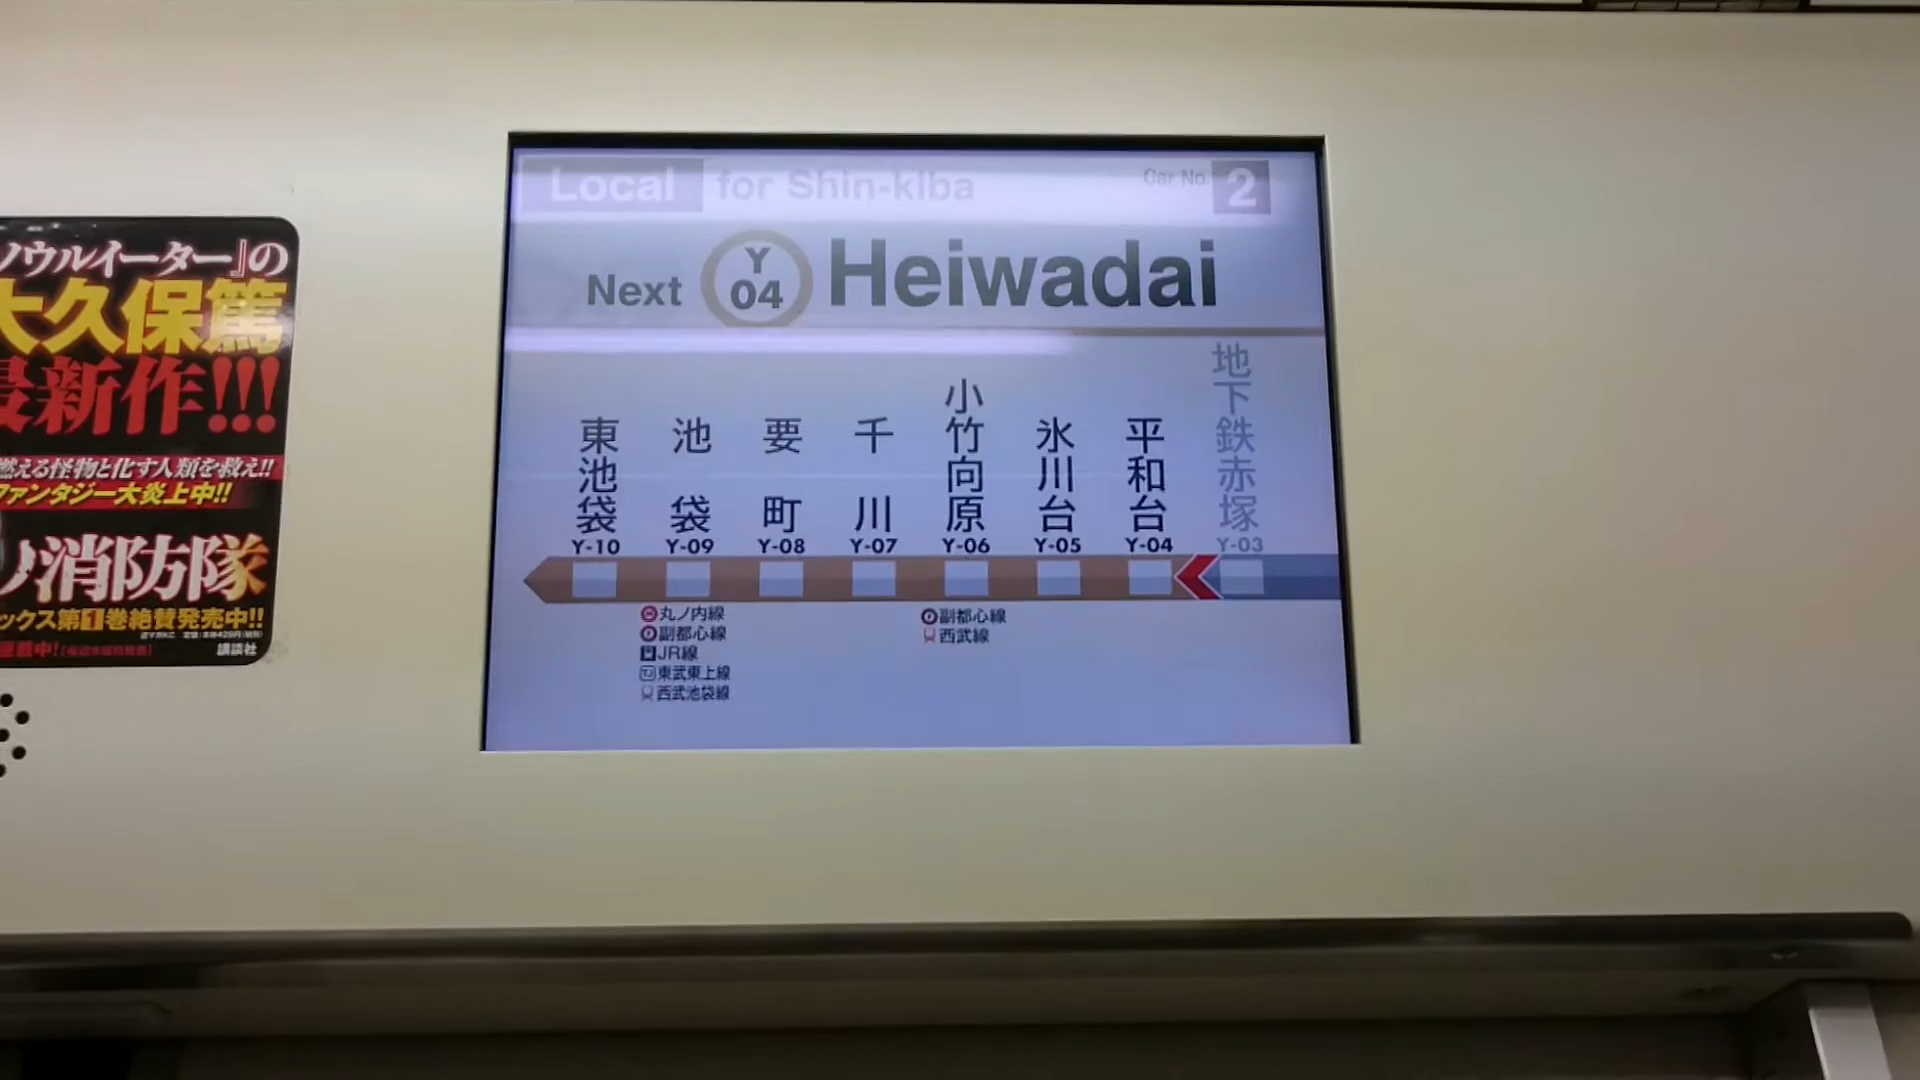 ソウルイーター』の
大久保篤
最新作!!!
燃える怪物と化す人類を救え!!
ファンタジー大炎上中!!
ノ消防隊
ックス第1巻絶賛発売中!!
連載中!
講談社
Local for Shin-kiba
Car No. 2
Next Y 04 Heiwadai
東池袋 池袋 要町 千川 小竹向原 氷川台 平和台 地下鉄赤塚
Y-10 Y-09 Y-08 Y-07 Y-06 Y-05 Y-04 Y-03
丸ノ内線
副都心線
JR線
TJ 東武東上線
西武池袋線
F 副都心線
西武線